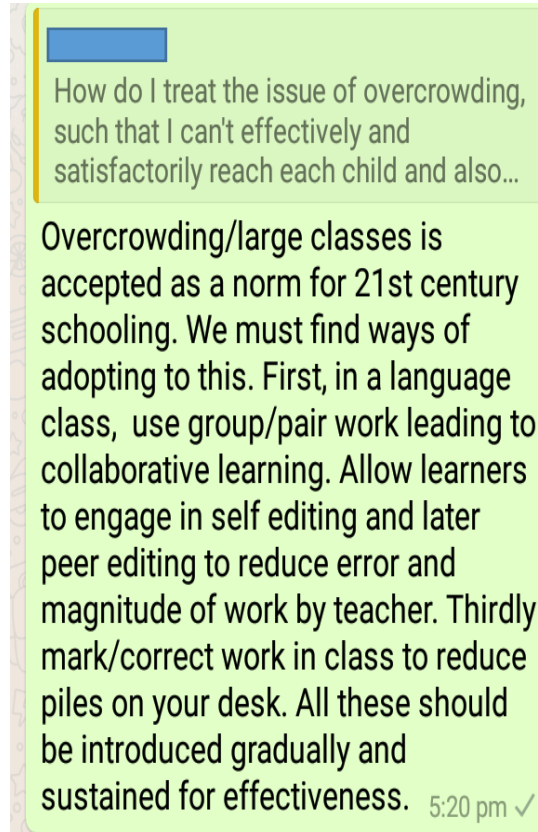 How do I treat the issue of overcrowding,
such that I can't effectively and
satisfactorily reach each child and also...
Overcrowding/large classes is
accepted as a norm for 21st century
schooling. We must find ways of
adopting to this. First, in a language
class,  use group/pair work leading to
collaborative learning. Allow learners
to engage in self editing and later
peer editing to reduce error and
magnitude of work by teacher. Thirdly
mark/correct work in class to reduce
piles on your desk. All these should
be introduced gradually and
sustained for effectiveness.
5:20 pm ✓